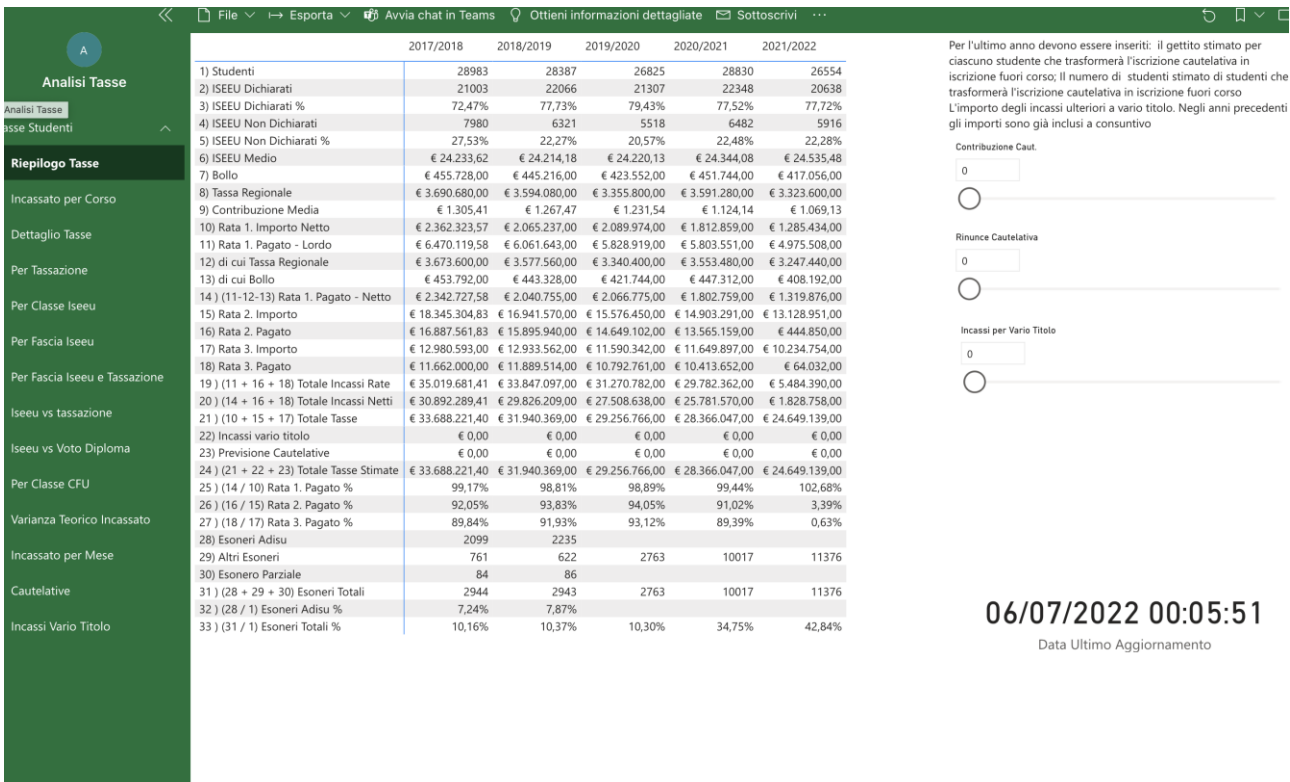 File Esporta Avvia chat in Teams Ottieni informazioni dettagliate Sottoscrivi ...
A
Analisi Tasse
Analisi Tasse
asse Studenti
Riepilogo Tasse
Incassato per Corso
Dettaglio Tasse
Per Tassazione
Per Classe Iseeu
Per Fascia Iseeu
Per Fascia Iseeu e Tassazione
Iseeu vs tassazione
Iseeu vs Voto Diploma
Per Classe CFU
Varianza Teorico Incassato
Incassato per Mese
Cautelative
Incassi Vario Titolo
2017/2018 2018/2019 2019/2020 2020/2021 2021/2022
1) Studenti 28983 28387 26825 28830 26554
2) ISEEU Dichiarati 21003 22066 21307 22348 20638
3) ISEEU Dichiarati % 72,47% 77,73% 79,43% 77,52% 77,72%
4) ISEEU Non Dichiarati 7980 6321 5518 6482 5916
5) ISEEU Non Dichiarati % 27,53% 22,27% 20,57% 22,48% 22,28%
6) ISEEU Medio € 24.233,62 € 24.214,18 € 24.220,13 € 24.344,08 € 24.535,48
7) Bollo € 455.728,00 € 445.216,00 € 423.552,00 € 451.744,00 € 417.056,00
8) Tassa Regionale € 3.690.680,00 € 3.594.080,00 € 3.355.800,00 € 3.591.280,00 € 3.323.600,00
9) Contribuzione Media € 1.305,41 € 1.267,47 € 1.231,54 € 1.124,14 € 1.069,13
10) Rata 1. Importo Netto € 2.362.323,57 € 2.065.237,00 € 2.089.974,00 € 1.812.859,00 € 1.285.434,00
11) Rata 1. Pagato - Lordo € 6.470.119,58 € 6.061.643,00 € 5.828.919,00 € 5.803.551,00 € 4.975.508,00
12) di cui Tassa Regionale € 3.673.600,00 € 3.577.560,00 € 3.340.400,00 € 3.553.480,00 € 3.247.440,00
13) di cui Bollo € 453.792,00 € 443.328,00 € 421.744,00 € 447.312,00 € 408.192,00
14 ) (11-12-13) Rata 1. Pagato - Netto € 2.342.727,58 € 2.040.755,00 € 2.066.775,00 € 1.802.759,00 € 1.319.876,00
15) Rata 2. Importo € 18.345.304,83 € 16.941.570,00 € 15.576.450,00 € 14.903.291,00 € 13.128.951,00
16) Rata 2. Pagato € 16.887.561,83 € 15.895.940,00 € 14.649.102,00 € 13.565.159,00 € 444.850,00
17) Rata 3. Importo € 12.980.593,00 € 12.933.562,00 € 11.590.342,00 € 11.649.897,00 € 10.234.754,00
18) Rata 3. Pagato € 11.662.000,00 € 11.889.514,00 € 10.792.761,00 € 10.413.652,00 € 64.032,00
19 ) (11 + 16 + 18) Totale Incassi Rate € 35.019.681,41 € 33.847.097,00 € 31.270.782,00 € 29.782.362,00 € 5.484.390,00
20 ) (14 + 16 + 18) Totale Incassi Netti € 30.892.289,41 € 29.826.209,00 € 27.508.638,00 € 25.781.570,00 € 1.828.758,00
21 ) (10 + 15 + 17) Totale Tasse € 33.688.221,40 € 31.940.369,00 € 29.256.766,00 € 28.366.047,00 € 24.649.139,00
22) Incassi vario titolo € 0,00 € 0,00 € 0,00 € 0,00 € 0,00
23) Previsione Cautelative € 0,00 € 0,00 € 0,00 € 0,00 € 0,00
24 ) (21 + 22 + 23) Totale Tasse Stimate € 33.688.221,40 € 31.940.369,00 € 29.256.766,00 € 28.366.047,00 € 24.649.139,00
25 ) (14 / 10) Rata 1. Pagato % 99,17% 98,81% 98,89% 99,44% 102,68%
26 ) (16 / 15) Rata 2. Pagato % 92,05% 93,83% 94,05% 91,02% 3,39%
27 ) (18 / 17) Rata 3. Pagato % 89,84% 91,93% 93,12% 89,39% 0,63%
28) Esoneri Adisu 2099 2235
29) Altri Esoneri 761 622 2763 10017 11376
30) Esonero Parziale 84 86
31 ) (28 + 29 + 30) Esoneri Totali 2944 2943 2763 10017 11376
32 ) (28 / 1) Esoneri Adisu % 7,24% 7,87%
33 ) (31 / 1) Esoneri Totali % 10,16% 10,37% 10,30% 34,75% 42,84%
Per l'ultimo anno devono essere inseriti: il gettito stimato per
ciascuno studente che trasformerà l'iscrizione cautelativa in
iscrizione fuori corso; Il numero di studenti stimato di studenti che
trasformerà l'iscrizione cautelativa in iscrizione fuori corso
L'importo degli incassi ulteriori a vario titolo. Negli anni precedenti
gli importi sono già inclusi a consuntivo
Contribuzione Caut.
0
Rinunce Cautelativa
0
Incassi per Vario Titolo
0
06/07/2022 00:05:51
Data Ultimo Aggiornamento